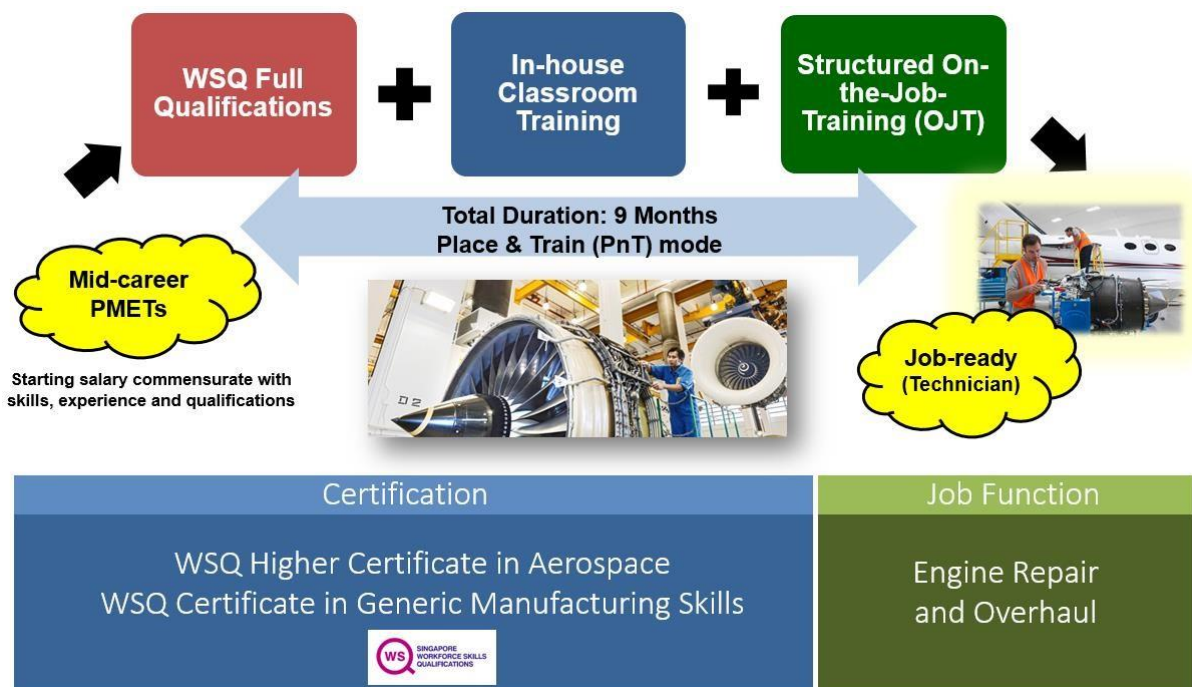 WSQ Full
Qualifications
In-house
Classroom
Training
Structured On-
the-Job-
Training (OJT)
Total Duration: 9 Months
Place & Train (PnT) mode
Mid-career
PMETs
Starting salary commensurate with
skills, experience and qualifications
D2
Job-ready
(Technician)
Certification
Job Function
WSQ Higher Certificate in Aerospace
WSQ Certificate in Generic Manufacturing Skills
Engine Repair
and Overhaul
WS
SINGAPORE
WORKFORCE SKILLS
QUALIFICATIONS